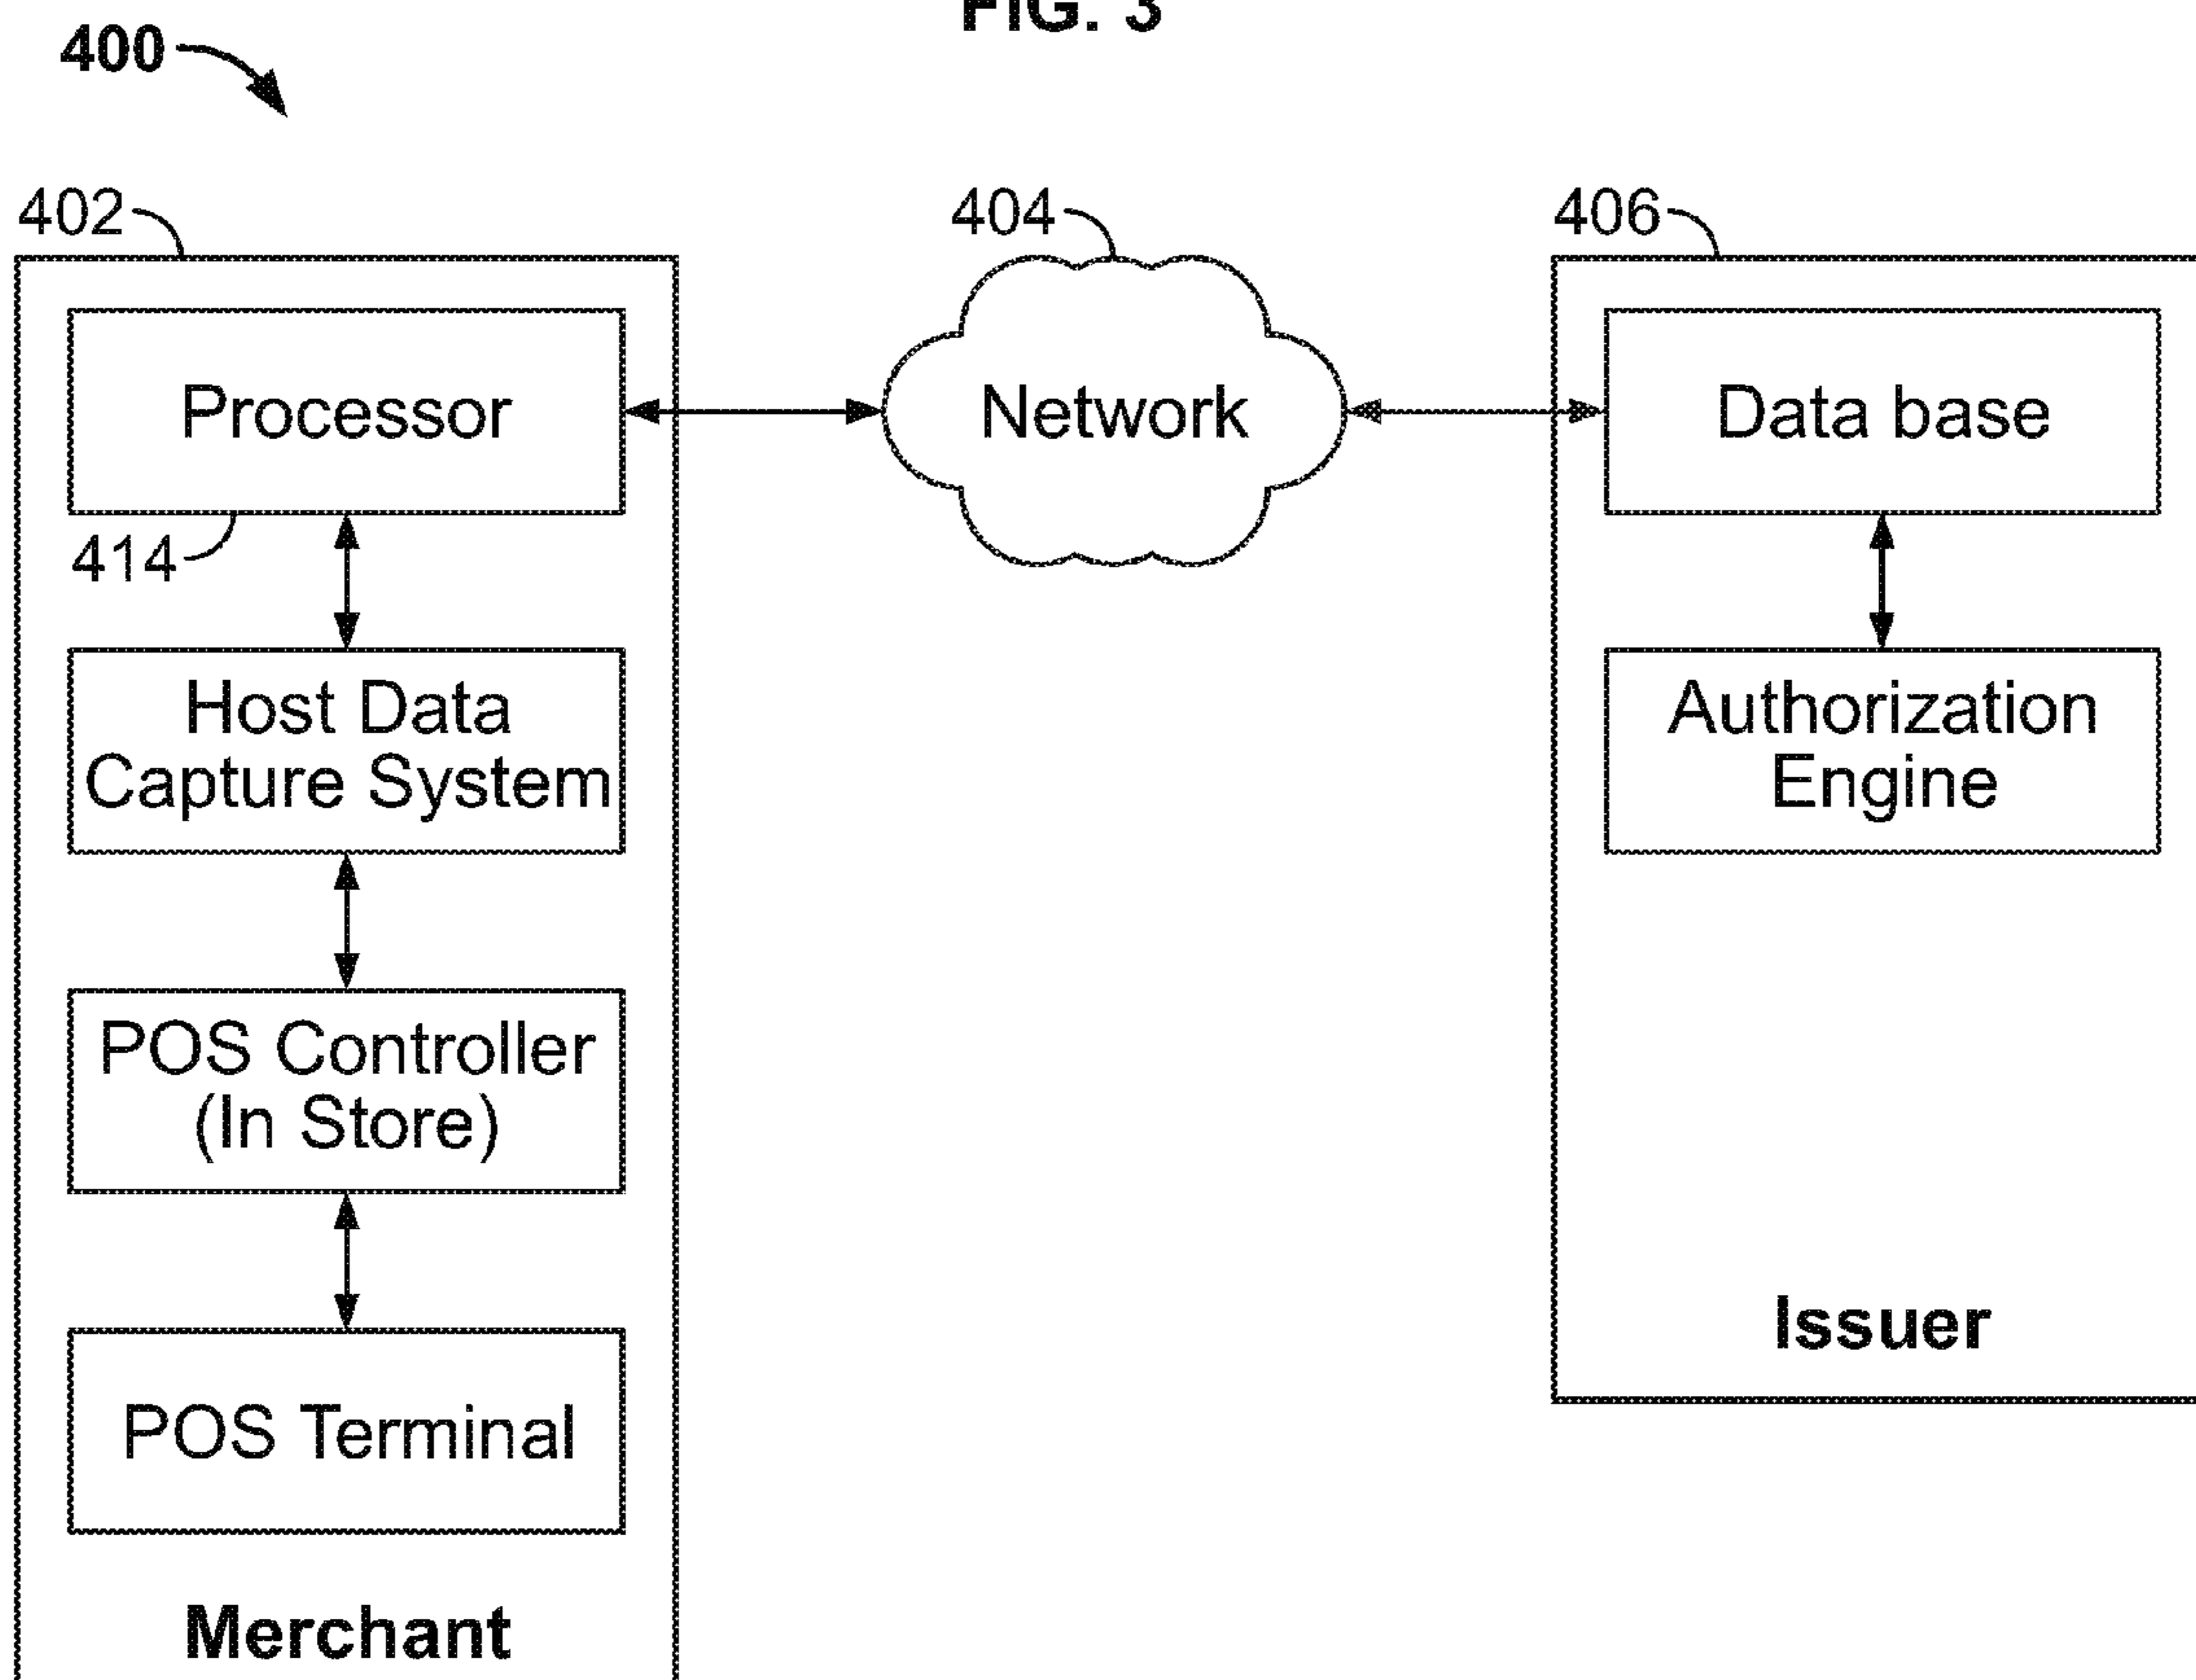 FIG. 3
400
402
404
406
Processor
Network
Data base
414
Host Data
Capture System
Authorization
Engine
POS Controller
(In Store)
Issuer
POS Terminal
Merchant